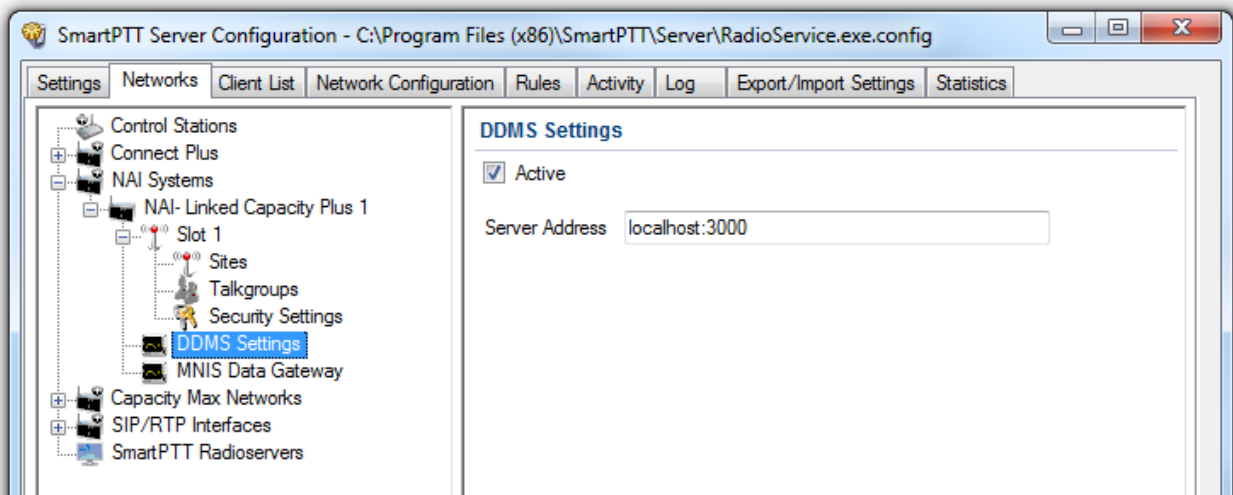 SmartPTT Server Configuration - C:\Program Files (x86)\SmartPTT\Server\RadioService.exe.config
Settings Networks Client List Network Configuration Rules Activity Log Export/Import Settings Statistics
Control Stations
Connect Plus
NAI Systems
NAI- Linked Capacity Plus 1
Slot 1
Sites
Talkgroups
Security Settings
DDMS Settings
MNIS Data Gateway
Capacity Max Networks
SIP/RTP Interfaces
SmartPTT Radioservers
DDMS Settings
Active
Server Address localhost:3000